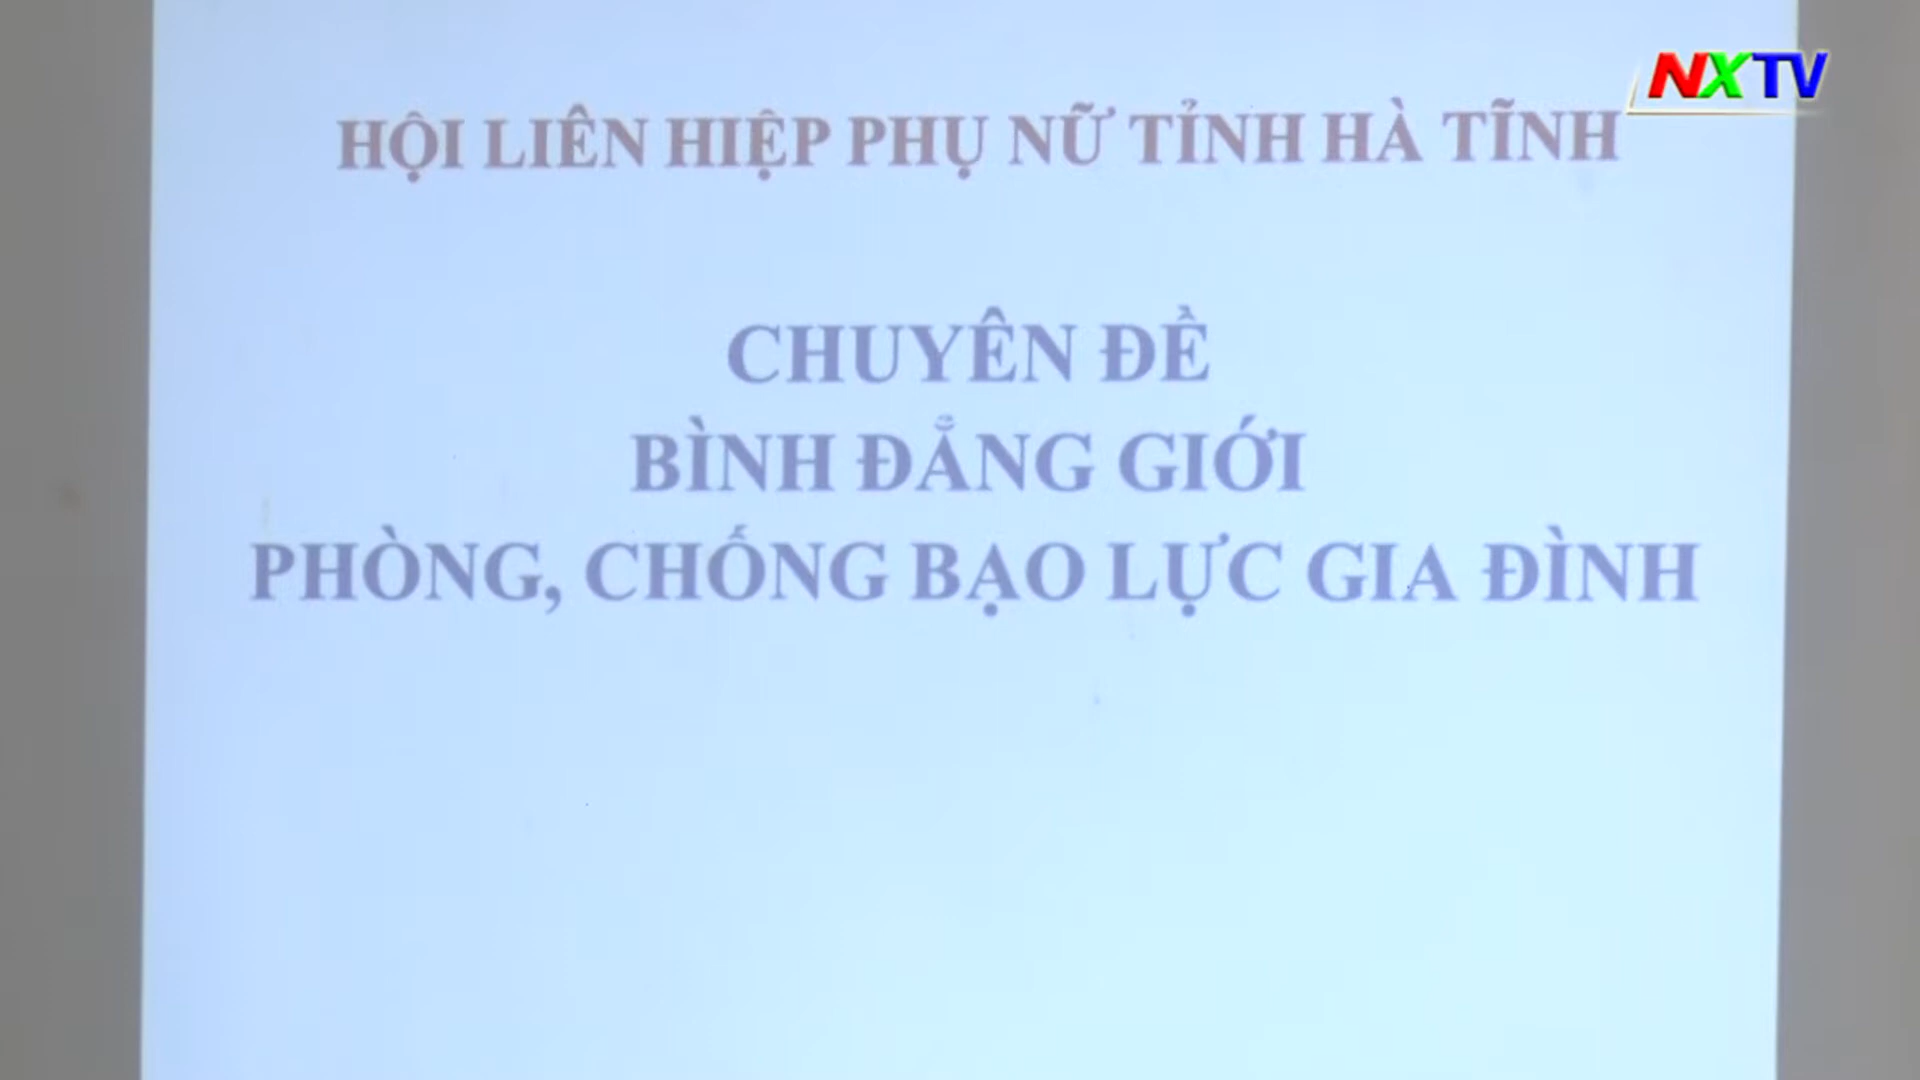 NXTV
HỘI LIÊN HIỆP PHỤ NỮ TỈNH HÀ TĨNH
CHUYÊN ĐỀ
BÌNH ĐẲNG GIỚI
PHÒNG, CHỐNG BẠO LỰC GIA ĐÌNH